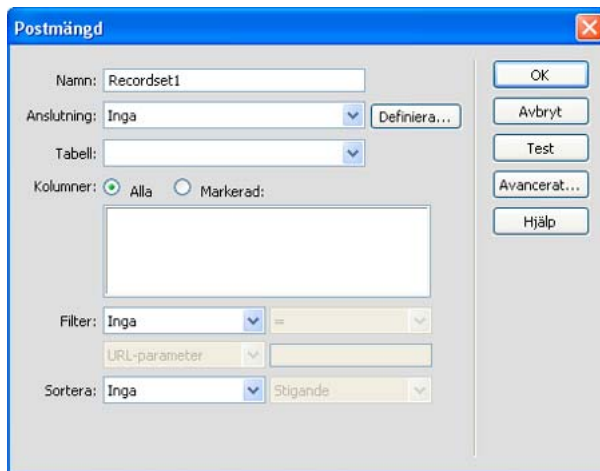 Postmängd
Namn: Recordset1
Anslutning: Inga Definiera...
Tabell:
Kolumner: Alla Markerad:
Filter: Inga =
URL-parameter
Sortera: Inga Stigande
OK
Avbryt
Test
Avancerat...
Hjälp